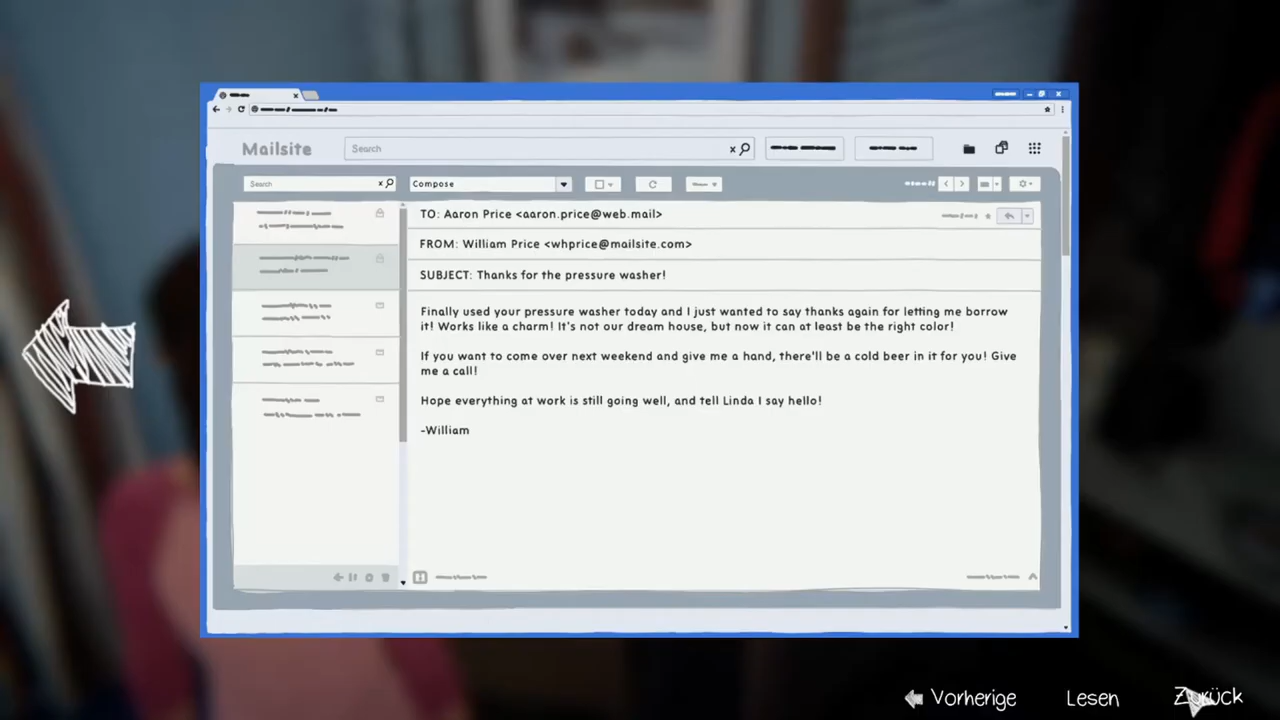 Mailsite
Search
Search
Compose
TO: Aaron Price <aaron.price@web.mail>
FROM: William Price <whprice@mailsite.com>
SUBJECT: Thanks for the pressure washer!
Finally used your pressure washer today and I just wanted to say thanks again for letting me borrow
it! Works like a charm! It's not our dream house, but now it can at least be the right color!
If you want to come over next weekend and give me a hand, there'll be a cold beer in it for you! Give
me a call!
Hope everything at work is still going well, and tell Linda I say hello!
-William
Vorherige
Lesen
Zurück